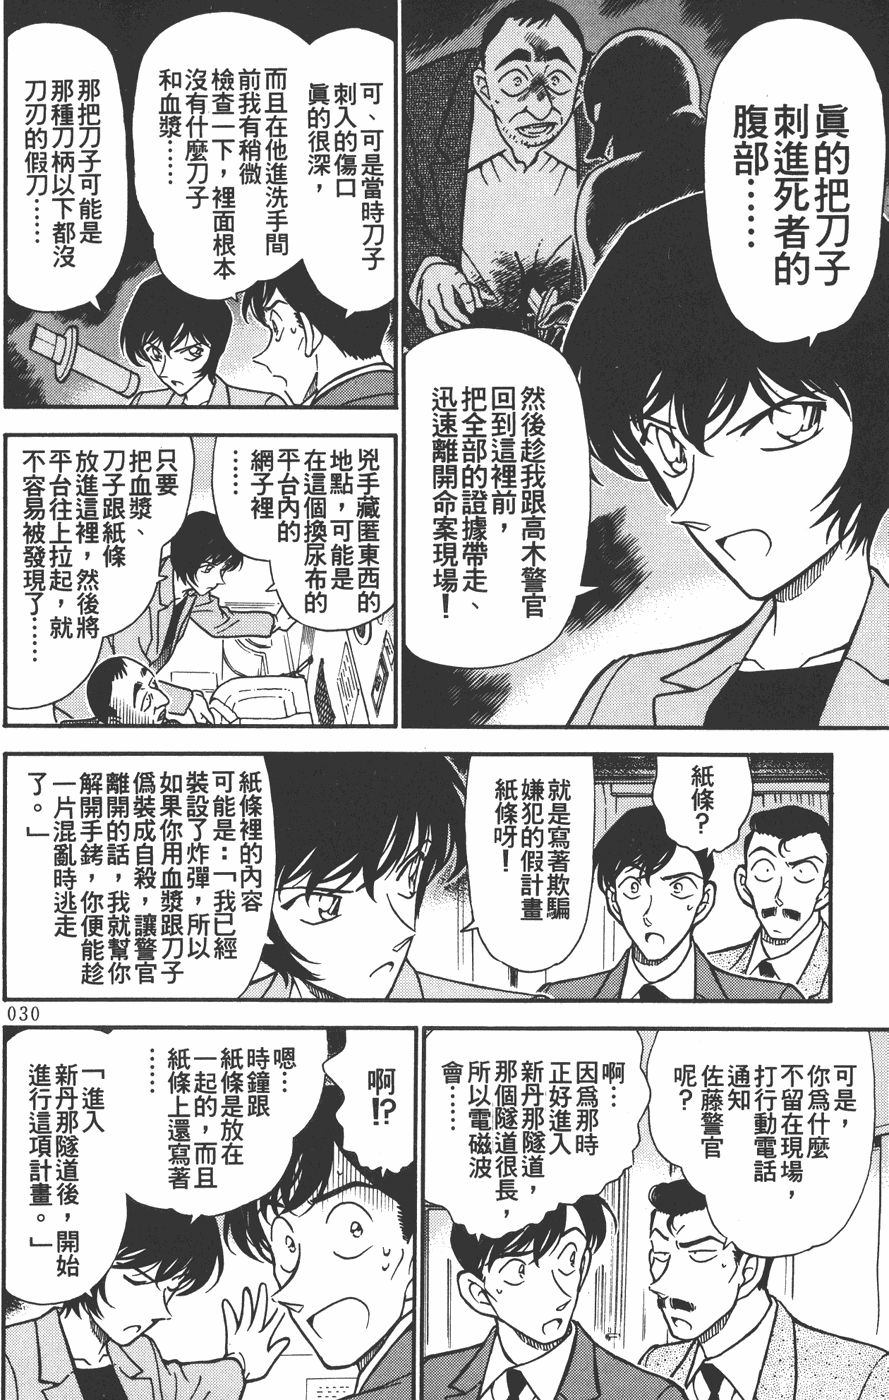 眞的把刀子
刺進死者的
腹部……
然後趁我跟高木警官
回到這裡前，
把全部的證據帶走、
迅速離開命案現場！
可、可是當時刀子
刺入的傷口
眞的很深，
而且在他進洗手間
前我有稍微
檢查一下，裡面根本
沒有什麼刀子
和血漿……
那把刀子可能是
那種刀柄以下都沒
刀刃的假刀……
兇手藏匿東西的
地點，可能是
在這個換尿布的
平台內的
網子裡
……
只要
把血漿、
刀子跟紙條
放進這裡，然後將
平台往上拉起，就
不容易被發現了……
紙條？
就是寫著欺騙
嫌犯的假計畫
紙條呀！
紙條裡的內容
可能是：「我已經
裝設了炸彈，所以
如果你用血漿跟刀子
僞裝成自殺，讓警官
離開的話，我就幫你
解開手銬，你便能趁
一片混亂時逃走
了。」
030
可是，
你爲什麼
不留在現場，
打行動電話
通知
佐藤警官
呢？
啊…
因爲那時
正好進入
新丹那隧道，
那個隧道很長，
所以電磁波
會……
啊!?
嗯…
時鐘跟
紙條是放在
一起的，而且
紙條上還寫著
……
「進入
新丹那隧道後，開始
進行這項計畫。」